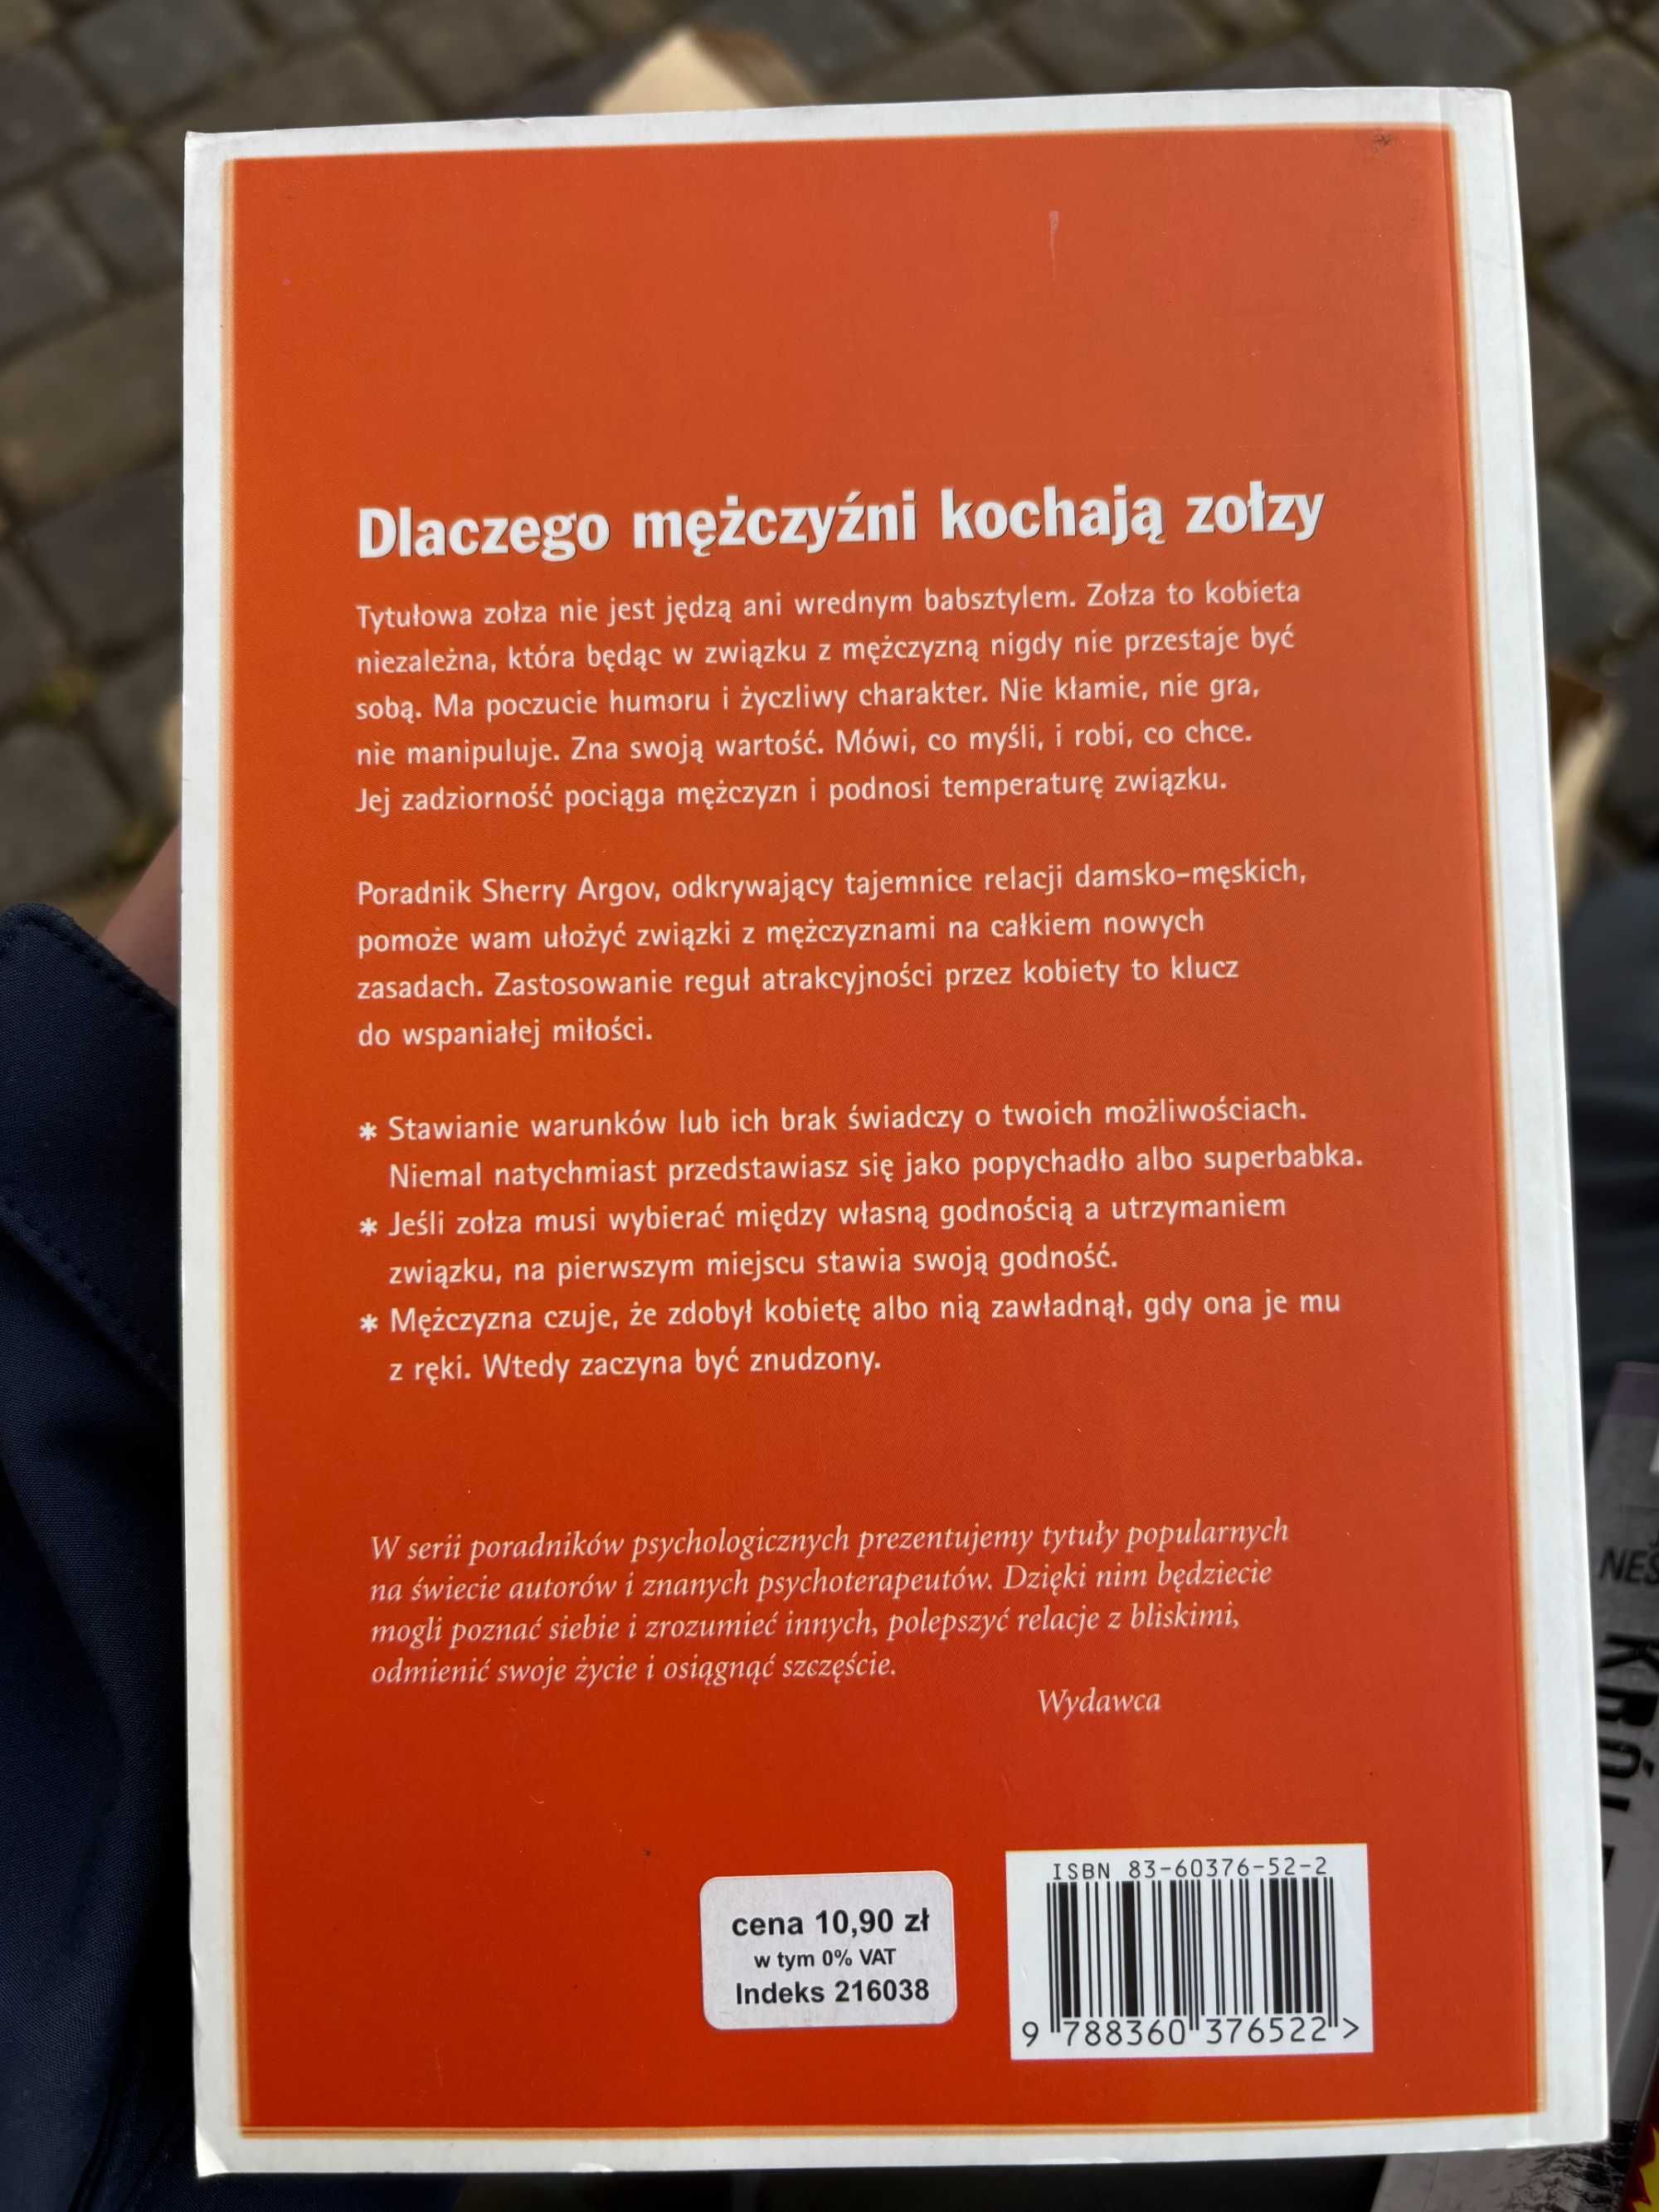 Dlaczego mężczyźni kochają zołzy
Tytułowa zołza nie jest jędzą ani wrednym babsztylem. Zołza to kobieta
niezależna, która będąc w związku z mężczyzną nigdy nie przestaje być
sobą. Ma poczucie humoru i życzliwy charakter. Nie kłamie, nie gra,
nie manipuluje. Zna swoją wartość. Mówi, co myśli, i robi, co chce.
Jej zadziorność pociąga mężczyzn i podnosi temperaturę związku.
Poradnik Sherry Argov, odkrywający tajemnice relacji damsko-męskich,
pomoże wam ułożyć związki z mężczyznami na całkiem nowych
zasadach. Zastosowanie reguł atrakcyjności przez kobiety to klucz
do wspaniałej miłości.
* Stawianie warunków lub ich brak świadczy o twoich możliwościach.
Niemal natychmiast przedstawiasz się jako popychadło albo superbabka.
* Jeśli zołza musi wybierać między własną godnością a utrzymaniem
związku, na pierwszym miejscu stawia swoją godność.
* Mężczyzna czuje, że zdobył kobietę albo nią zawładnął, gdy ona je mu
z ręki. Wtedy zaczyna być znudzony.
W serii poradników psychologicznych prezentujemy tytuły popularnych
na świecie autorów i znanych psychoterapeutów. Dzięki nim będziecie
mogli poznać siebie i zrozumieć innych, polepszyć relacje z bliskimi,
odmienić swoje życie i osiągnąć szczęście.
Wydawca
cena 10,90 zł
w tym 0% VAT
Indeks 216038
ISBN 83-60376-52-2
9 788360 376522 >